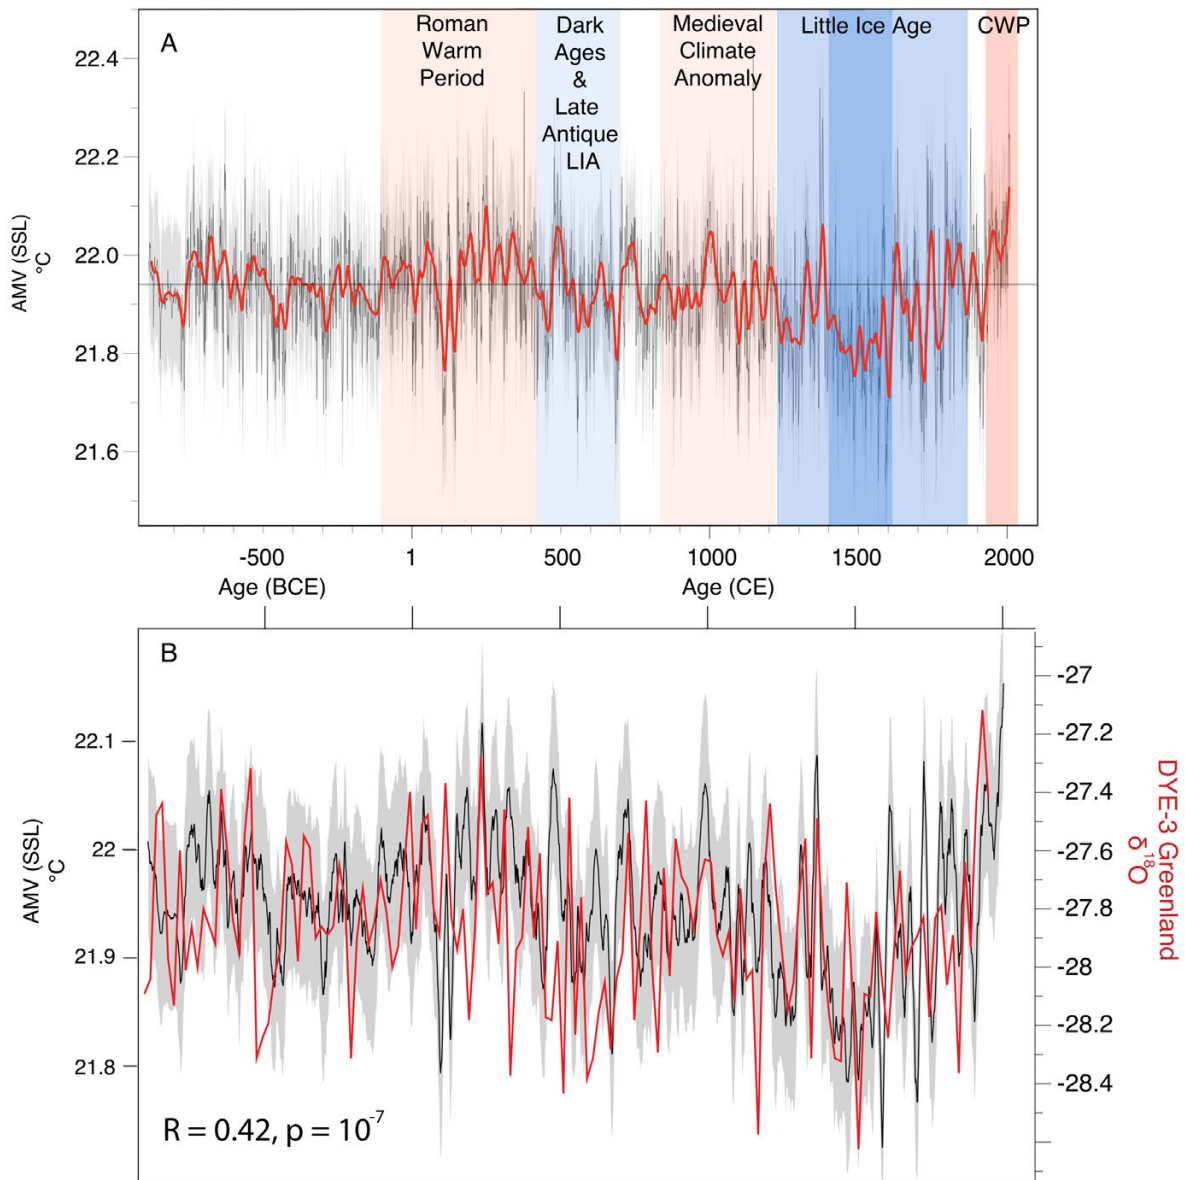 A
Roman
Warm
Period
Dark
Ages
&
Late
Antique
LIA
Medieval
Climate
Anomaly
Little Ice Age
CWP
22.4
22.2
22.0
21.8
21.6
AMV (SSL)
°C
-500
1
500
1000
1500
2000
Age (BCE)
Age (CE)
B
22.1
22
21.9
21.8
AMV (SSL)
°C
-27
-27.2
-27.4
-27.6
-27.8
-28
-28.2
-28.4
DYE-3 Greenland
δ¹⁸O
R = 0.42, p = 10⁻⁷